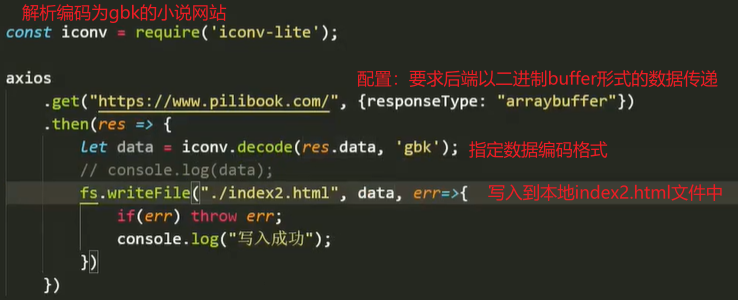 解析编码为gbk的小说网站
const iconv = require('iconv-lite');
axios
配置：要求后端以二进制buffer形式的数据传递
.get("https://www.pilibook.com/", {responseType: "arraybuffer"})
.then(res => {
let data = iconv.decode(res.data, 'gbk'); 指定数据编码格式
// console.log(data);
fs.writeFile("./index2.html", data, err=>{ 写入到本地index2.html文件中
if(err) throw err;
console.log("写入成功");
})
})